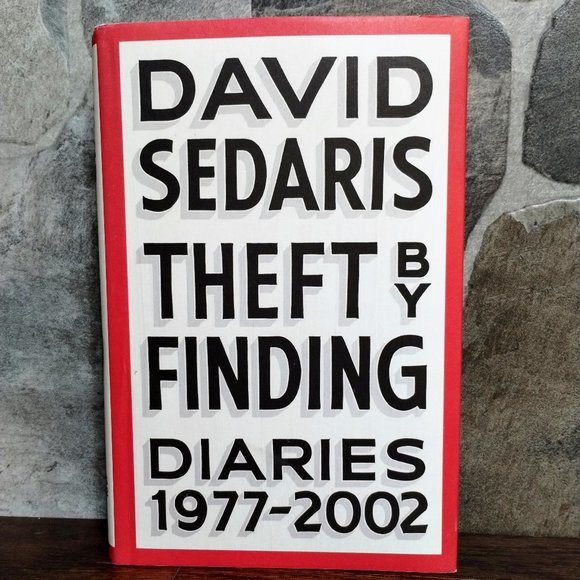 DAVID
SEDARIS
THEFT BY
FINDING
DIARIES
1977-2002